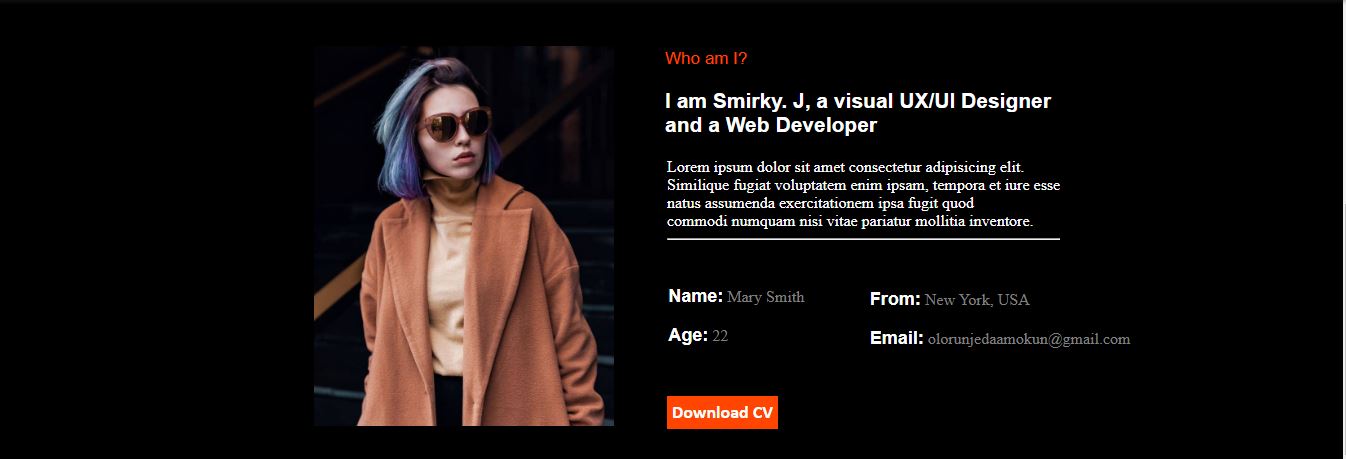 Who am I?
I am Smirky. J, a visual UX/UI Designer
and a Web Developer
Lorem ipsum dolor sit amet consectetur adipisicing elit.
Similique fugiat voluptatem enim ipsam, tempora et iure esse
natus assumenda exercitationem ipsa fugit quod
commodi numquam nisi vitae pariatur mollitia inventore.
Name: Mary Smith
From: New York, USA
Age: 22
Email: olorunjedaamokun@gmail.com
Download CV